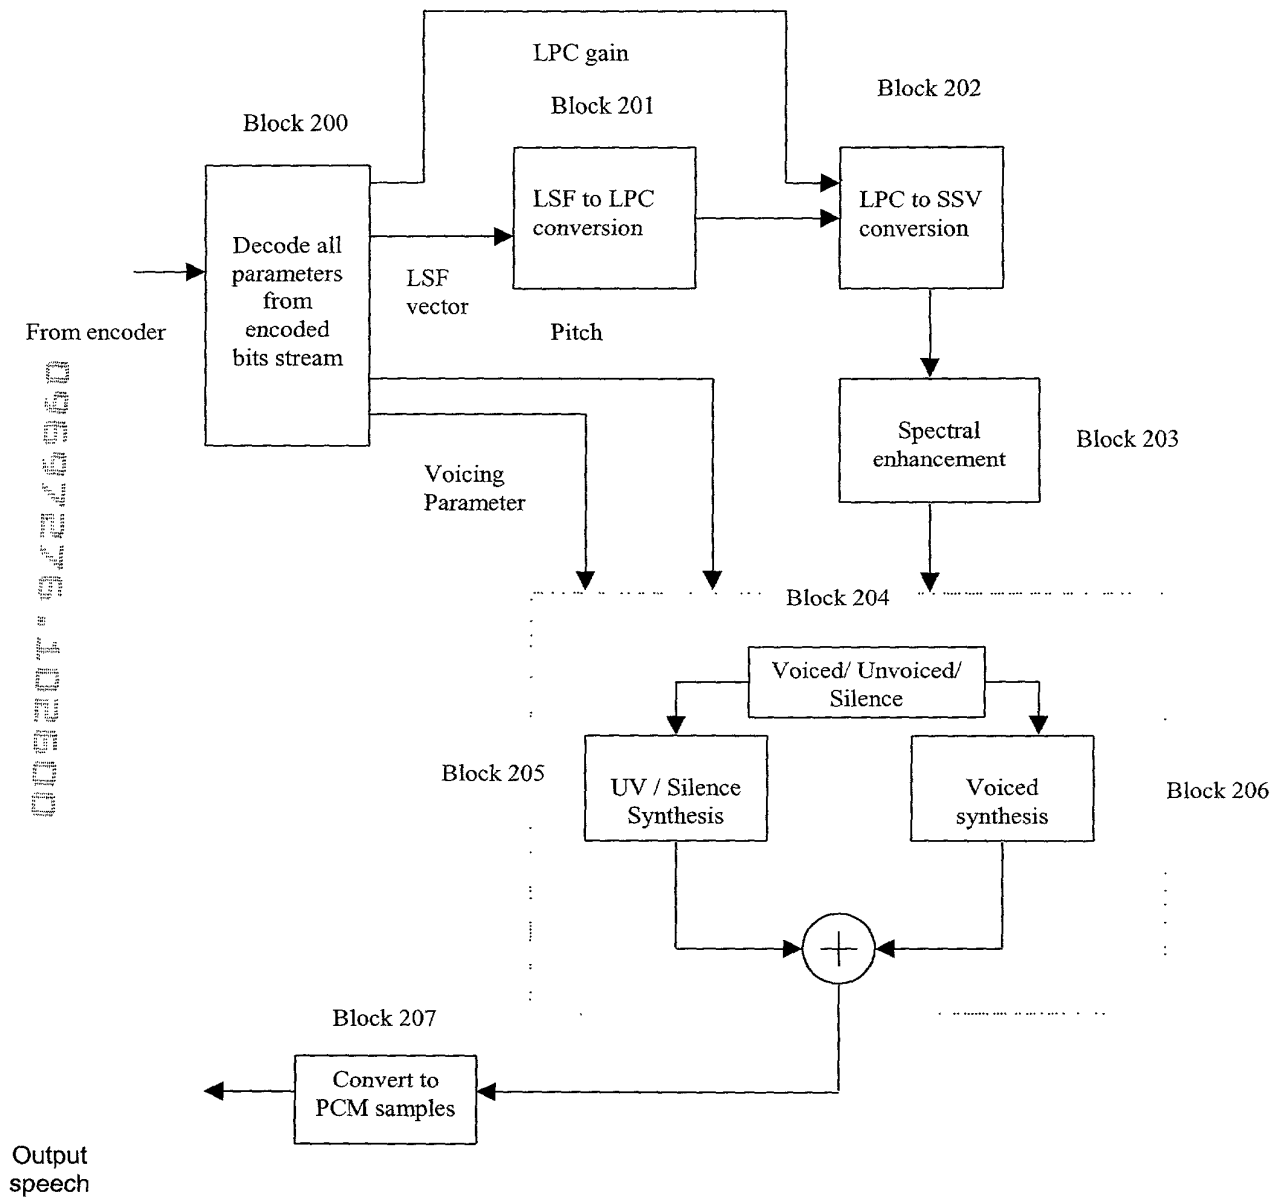 LPC gain
Block 202
Block 201
Block 200
LSF to LPC
conversion
LPC to SSV
conversion
Decode all
parameters
from
encoded
bits stream
LSF
vector
From encoder
Pitch
09697276.102600
Spectral
enhancement
Block 203
Voicing
Parameter
Block 204
Voiced/ Unvoiced/
Silence
Block 205
UV / Silence
Synthesis
Voiced
synthesis
Block 206
+
Block 207
Convert to
PCM samples
Output
speech